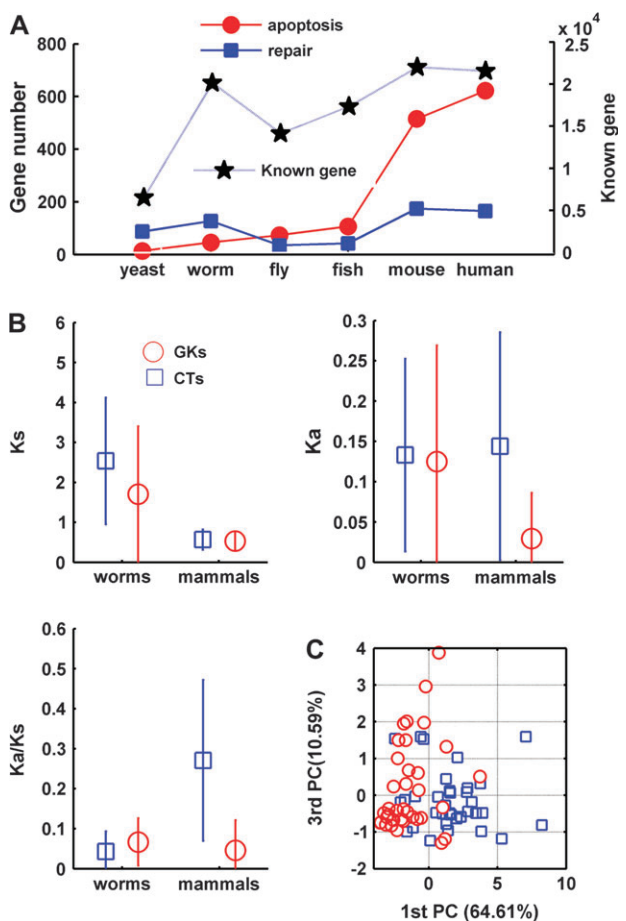 A
apoptosis
repair
x 10^4
Gene number
800
600
400
200
0
2.5
2
1.5
1
0.5
0
Known gene
Known gene
yeast worm fly fish mouse human
B
Ks
6
5
4
3
2
1
0
GKs
CTs
worms mammals
Ka
0.3
0.25
0.2
0.15
0.1
0.05
0
worms mammals
Ka/Ks
0.6
0.5
0.4
0.3
0.2
0.1
0
worms mammals
C
3rd PC(10.59%)
4
3
2
1
0
-1
-2
0 5 10
1st PC (64.61%)